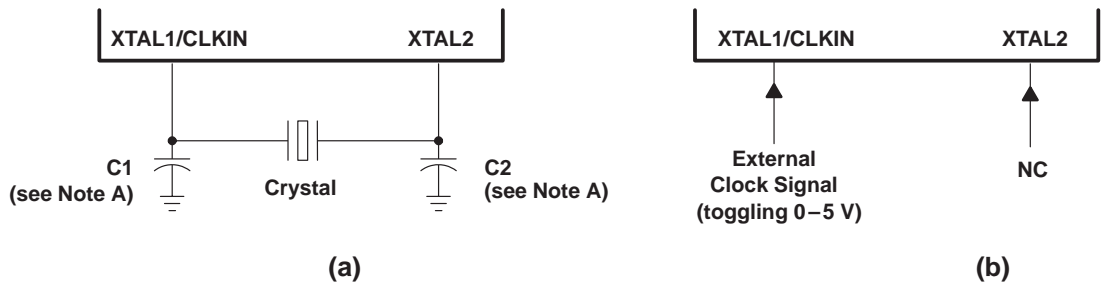 XTAL1/CLKIN XTAL2
C1
(see Note A)
Crystal
C2
(see Note A)
(a)
XTAL1/CLKIN XTAL2
External
Clock Signal
(toggling 0–5 V)
NC
(b)